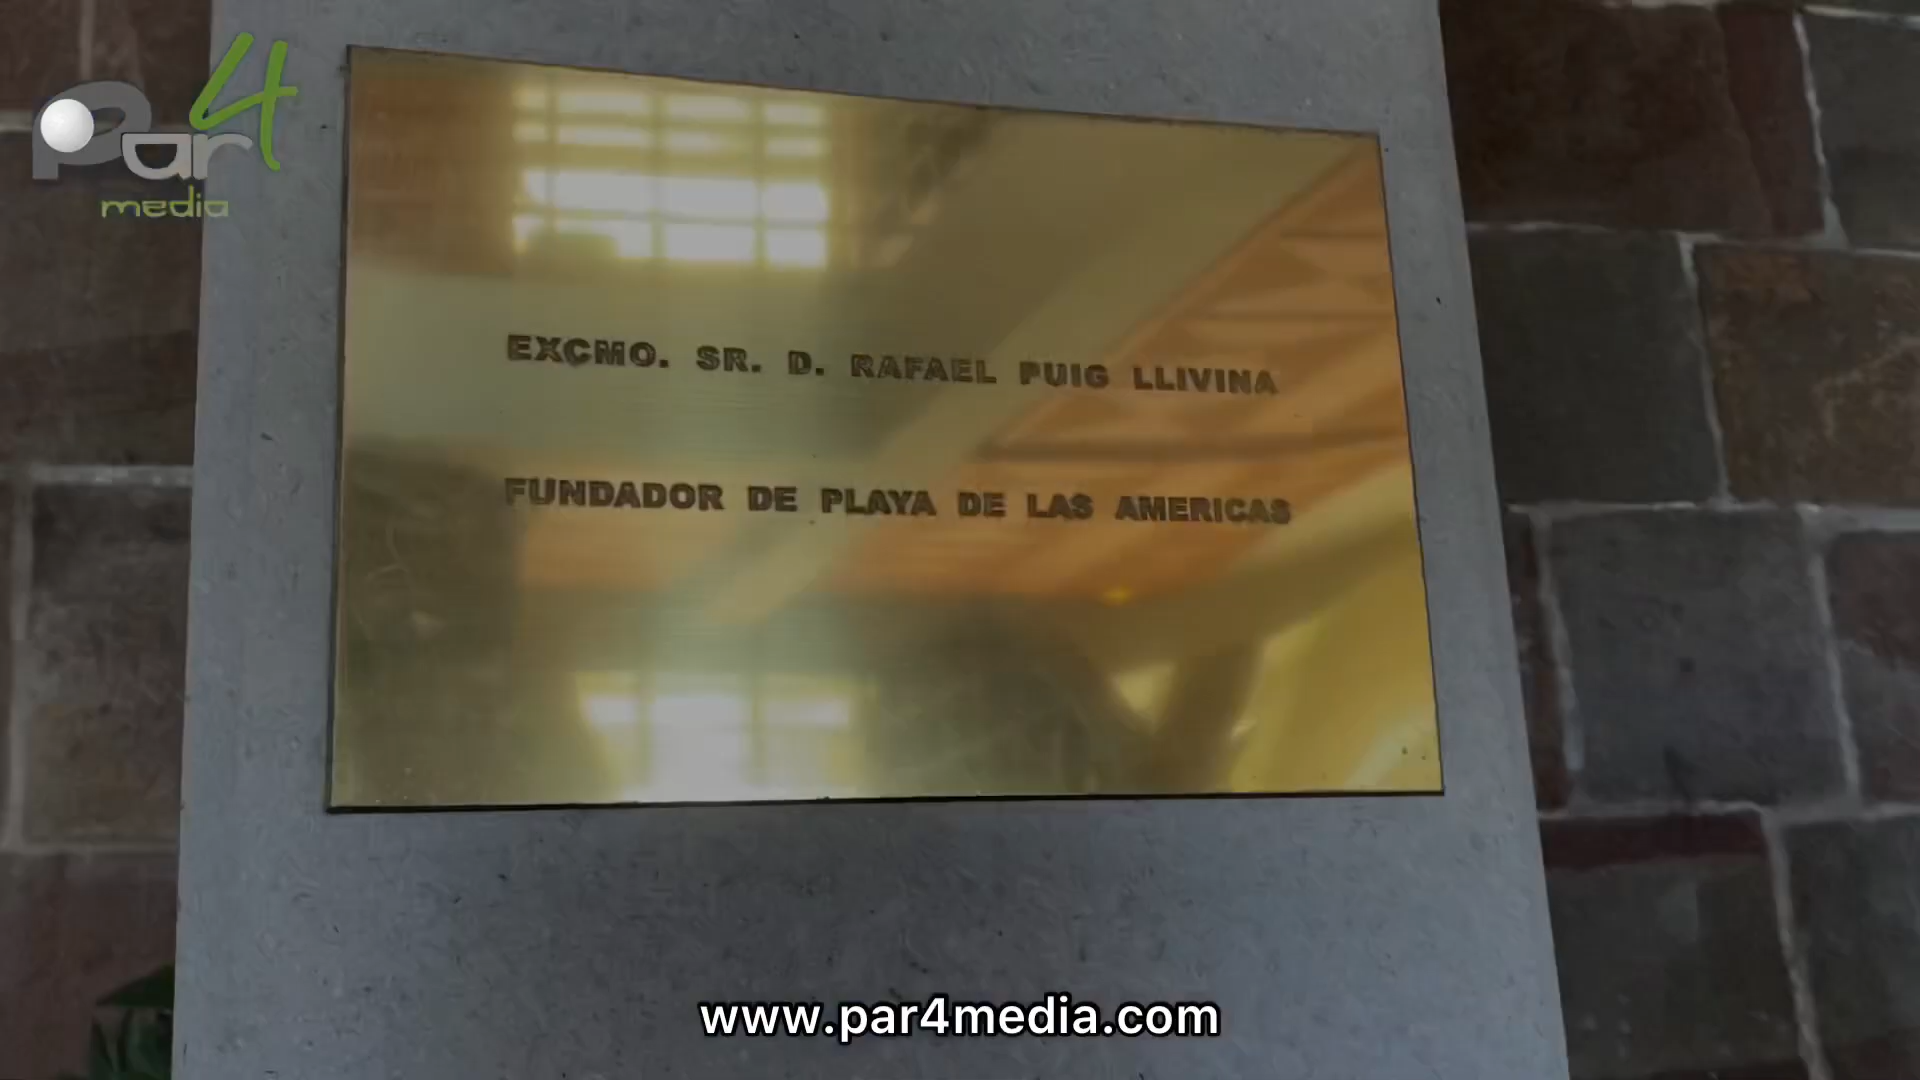 Par4
media
EXCMO. SR. D. RAFAEL PUIG LLIVINA
FUNDADOR DE PLAYA DE LAS AMERICAS
www.par4media.com